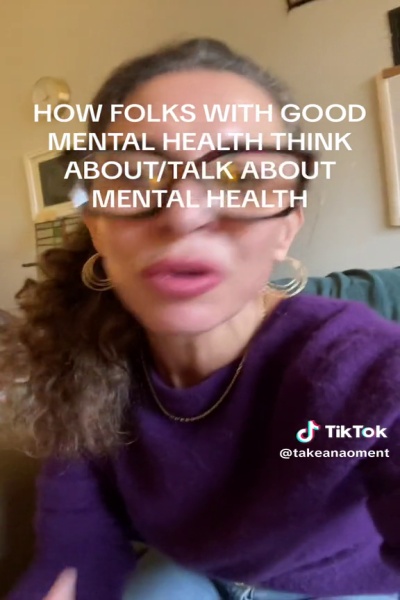 HOW FOLKS WITH GOOD
MENTAL HEALTH THINK
ABOUT/TALK ABOUT
MENTAL HEALTH
TikTok
@takeanaoment